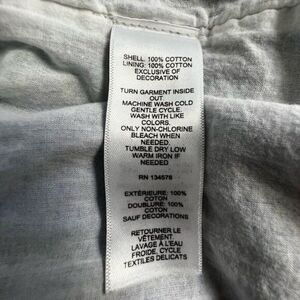 SHELL: 100% COTTON
LINING: 100% COTTON
EXCLUSIVE OF
DECORATION
TURN GARMENT INSIDE
OUT
MACHINE WASH COLD
GENTLE CYCLE.
WASH WITH LIKE
COLORS.
ONLY NON-CHLORINE
BLEACH WHEN
NEEDED.
TUMBLE DRY LOW
WARM IRON IF
NEEDED
RN 134578
EXTÉRIEURE: 100%
COTON
DOUBLURE: 100%
COTON
SAUF DECORATIONS
RETOURNER LE
VÊTEMENT.
LAVAGE À L'EAU
FROIDE, CYCLE
TEXTILES DELICATS